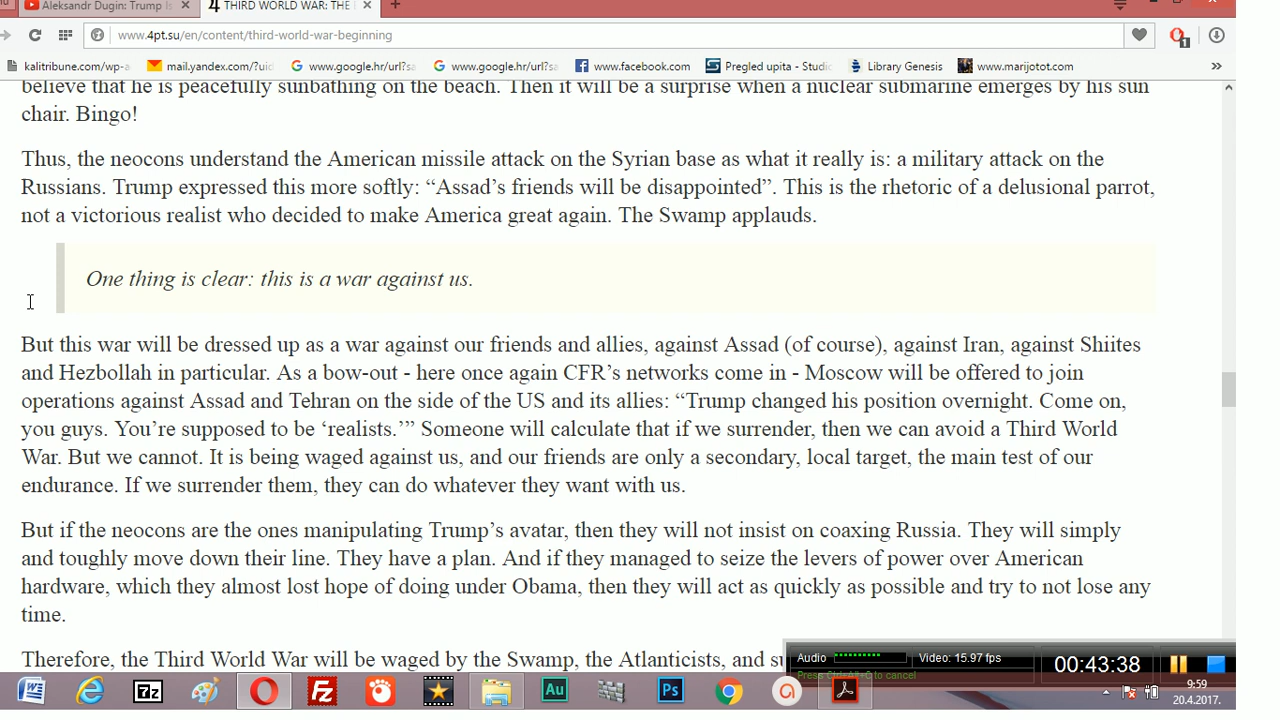 Aleksandr Dugin: Trump Is
THIRD WORLD WAR: THE
www.4pt.su/en/content/third-world-war-beginning
1
kalitribune.com/wp-a
mail.yandex.com/?uid
www.google.hr/url?sa
www.google.hr/url?sa
www.facebook.com
Pregled upita - Studio
Library Genesis
www.marijotot.com
»
believe that he is peacefully sunbathing on the beach. Then it will be a surprise when a nuclear submarine emerges by his sun
chair. Bingo!
Thus, the neocons understand the American missile attack on the Syrian base as what it really is: a military attack on the
Russians. Trump expressed this more softly: “Assad’s friends will be disappointed”. This is the rhetoric of a delusional parrot,
not a victorious realist who decided to make America great again. The Swamp applauds.
One thing is clear: this is a war against us.
But this war will be dressed up as a war against our friends and allies, against Assad (of course), against Iran, against Shiites
and Hezbollah in particular. As a bow-out - here once again CFR’s networks come in - Moscow will be offered to join
operations against Assad and Tehran on the side of the US and its allies: “Trump changed his position overnight. Come on,
you guys. You’re supposed to be ‘realists.’” Someone will calculate that if we surrender, then we can avoid a Third World
War. But we cannot. It is being waged against us, and our friends are only a secondary, local target, the main test of our
endurance. If we surrender them, they can do whatever they want with us.
But if the neocons are the ones manipulating Trump’s avatar, then they will not insist on coaxing Russia. They will simply
and toughly move down their line. They have a plan. And if they managed to seize the levers of power over American
hardware, which they almost lost hope of doing under Obama, then they will act as quickly as possible and try to not lose any
time.
Therefore, the Third World War will be waged by the Swamp, the Atlanticists, and su
Audio
Video: 15.97 fps
00:43:38
Press Ctrl+Alt+C to cancel
W
7z
Fz
Au
Ps
9:59
20.4.2017.